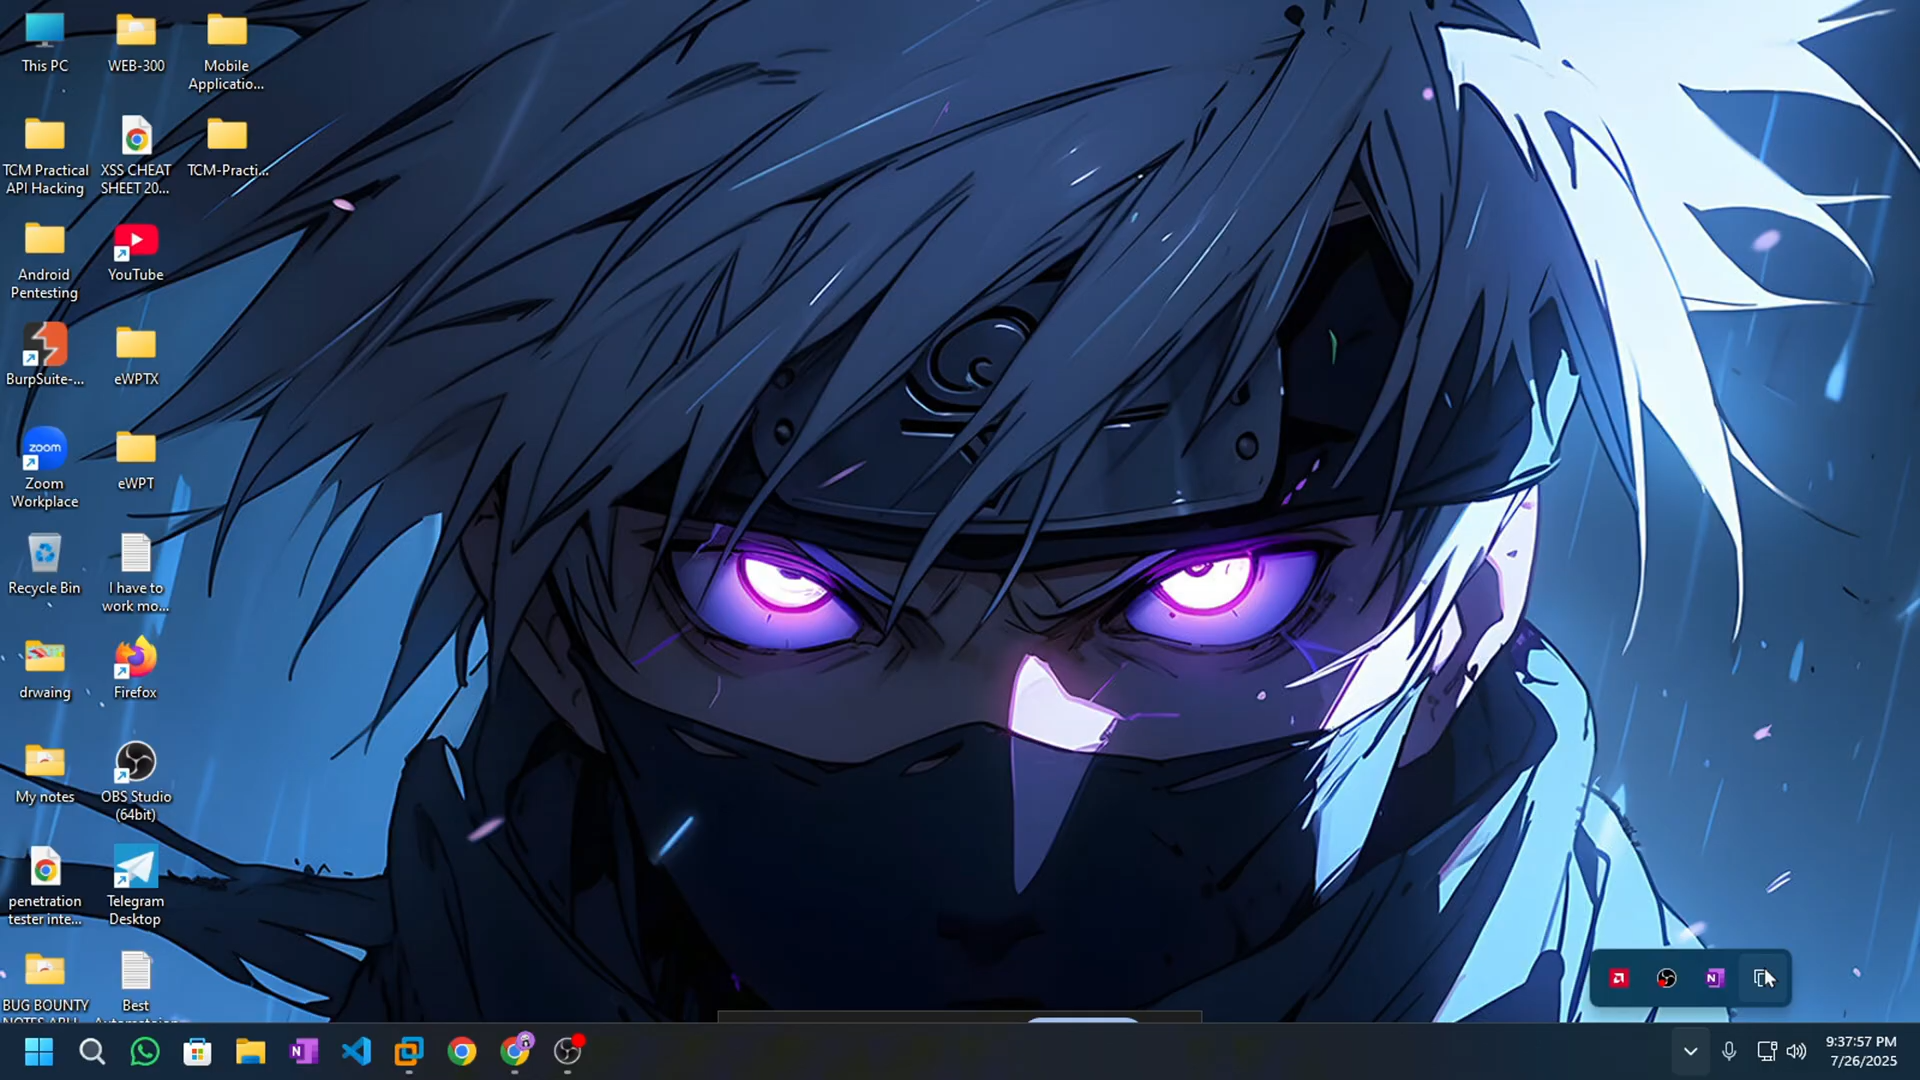 This PC
WEB-300
Mobile
Applicatio...
TCM Practical
API Hacking
XSS CHEAT
SHEET 20...
TCM-Practi...
Android
Pentesting
YouTube
BurpSuite-...
eWPTX
zoom
Zoom
Workplace
eWPT
Recycle Bin
I have to
work mo...
drwaing
Firefox
My notes
OBS Studio
(64bit)
penetration
tester inte...
Telegram
Desktop
BUG BOUNTY
Best
9:37:57 PM
7/26/2025